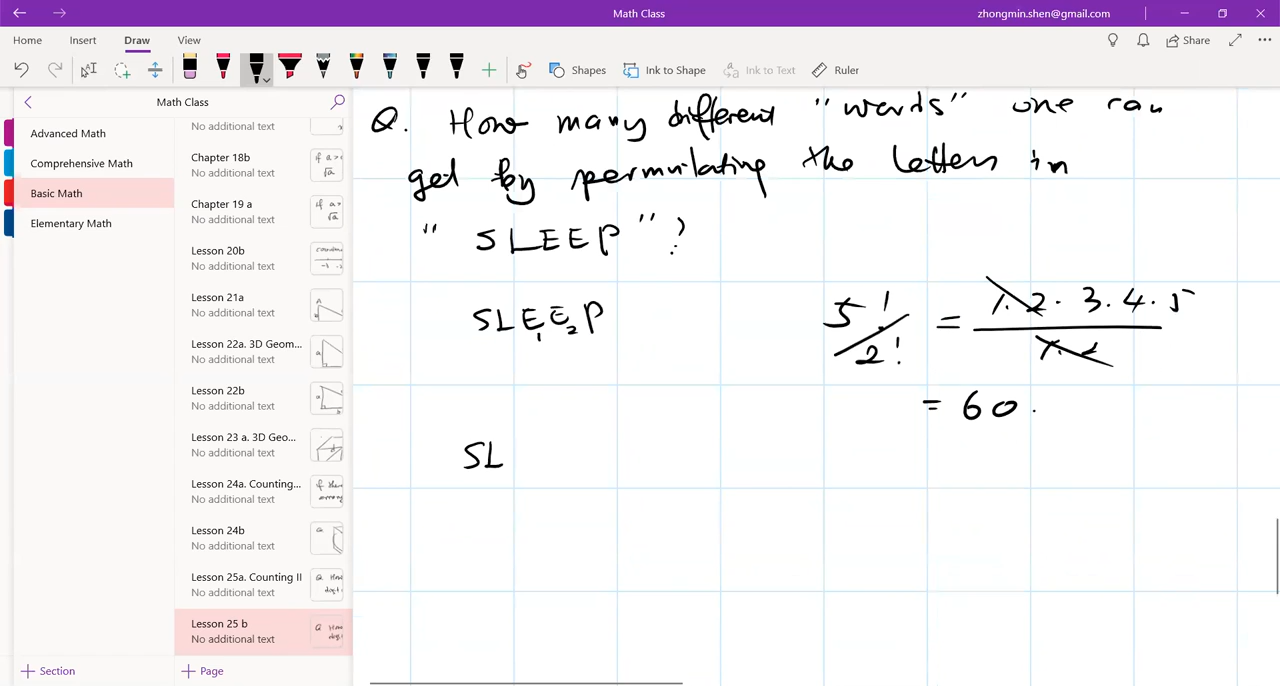 Math Class
zhongmin.shen@gmail.com
Home
Insert
Draw
View
Share
Shapes
Ink to Shape
Ink to Text
Ruler
Math Class
Advanced Math
Comprehensive Math
Basic Math
Elementary Math
No additional text
Chapter 18b
No additional text
Chapter 19 a
No additional text
Lesson 20b
No additional text
Lesson 21a
No additional text
Lesson 22a. 3D Geom...
No additional text
Lesson 22b
No additional text
Lesson 23 a. 3D Geo...
No additional text
Lesson 24a. Counting...
No additional text
Lesson 24b
No additional text
Lesson 25a. Counting II
No additional text
Lesson 25 b
No additional text
Section
Page
Q. How many different "words" one can
get by permutating the letters in
"SLEEP"?
SLE₁E₂P
5!/2! = 1·2·3·4·5/1·2
= 60.
SL